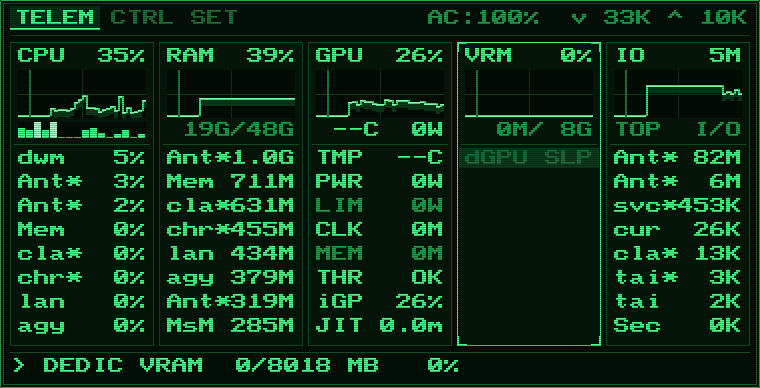 TELEM CTRL SET AC:100% v 33K ^ 10K
CPU 35% RAM 39% GPU 26% VRM 0% IO 5M
19G/48G --C 0W 0M/ 8G TOP I/O
dwm 5% Ant*1.0G TMP --C dGPU SLP Ant* 82M
Ant* 3% Mem 711M PWR 0W Ant* 6M
Ant* 2% cla*631M LIM 0W svc*453K
Mem 0% chr*455M CLK 0M cur 26K
cla* 0% lan 434M MEM 0M cla* 13K
chr* 0% agy 379M THR OK tai* 3K
lan 0% Ant*319M iGP 26% tai 2K
agy 0% MsM 285M JIT 0.0m Sec 0K
> DEDIC VRAM 0/8018 MB 0%